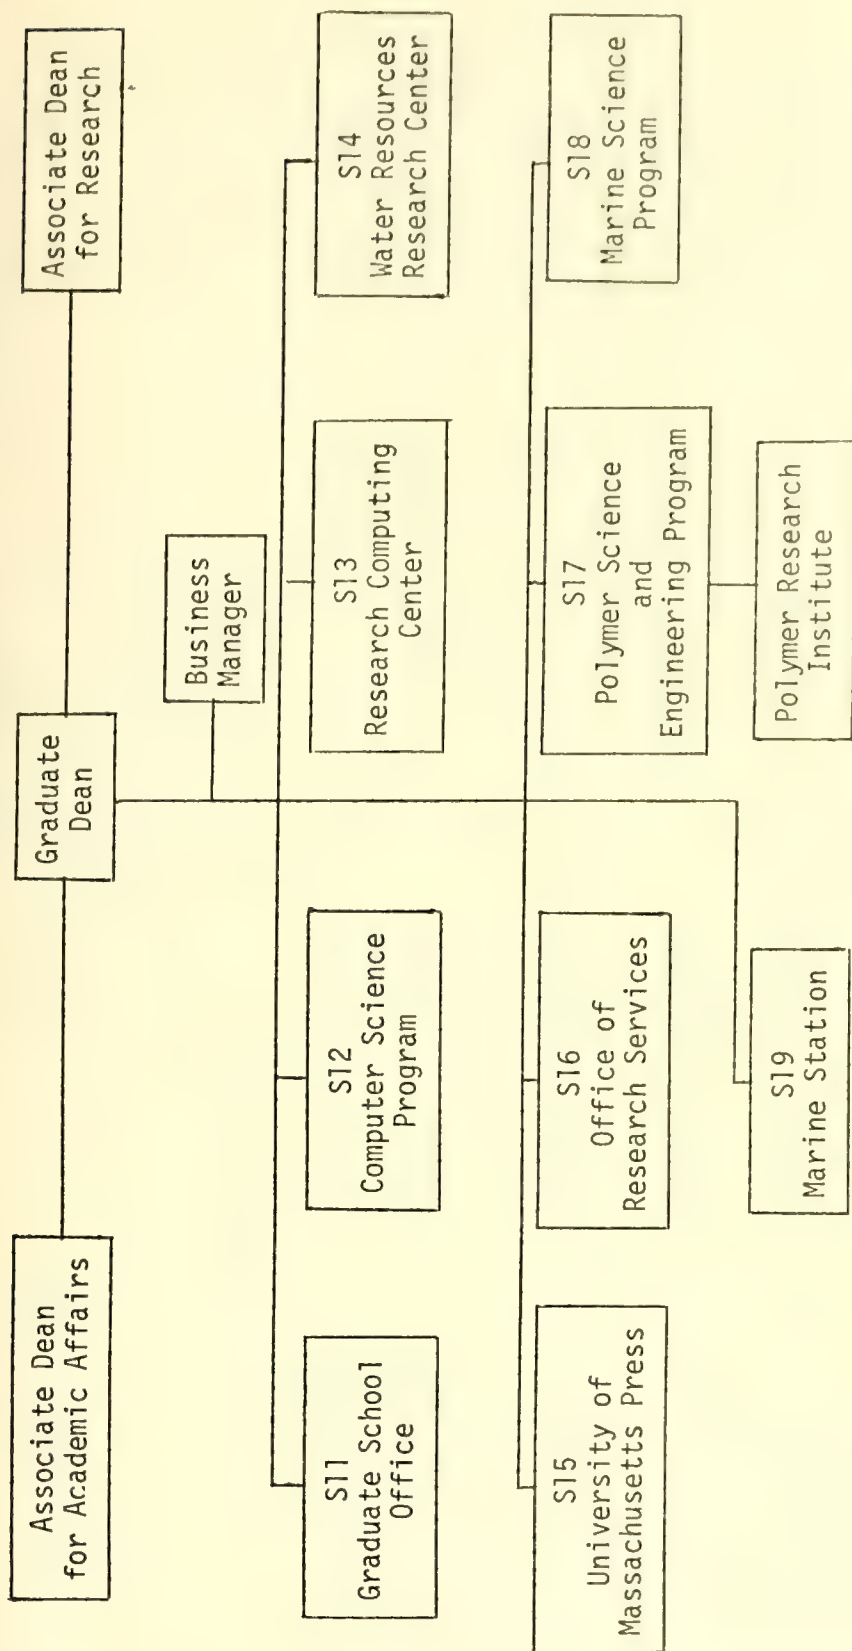 Associate Dean
for Academic Affairs
Graduate
Dean
Associate Dean
for Research
Business
Manager
S11
Graduate School
Office
S12
Computer Science
Program
S13
Research Computing
Center
S14
Water Resources
Research Center
S15
University of
Massachusetts Press
S16
Office of
Research Services
S17
Polymer Science
and
Engineering Program
S18
Marine Science
Program
S19
Marine Station
Polymer Research
Institute